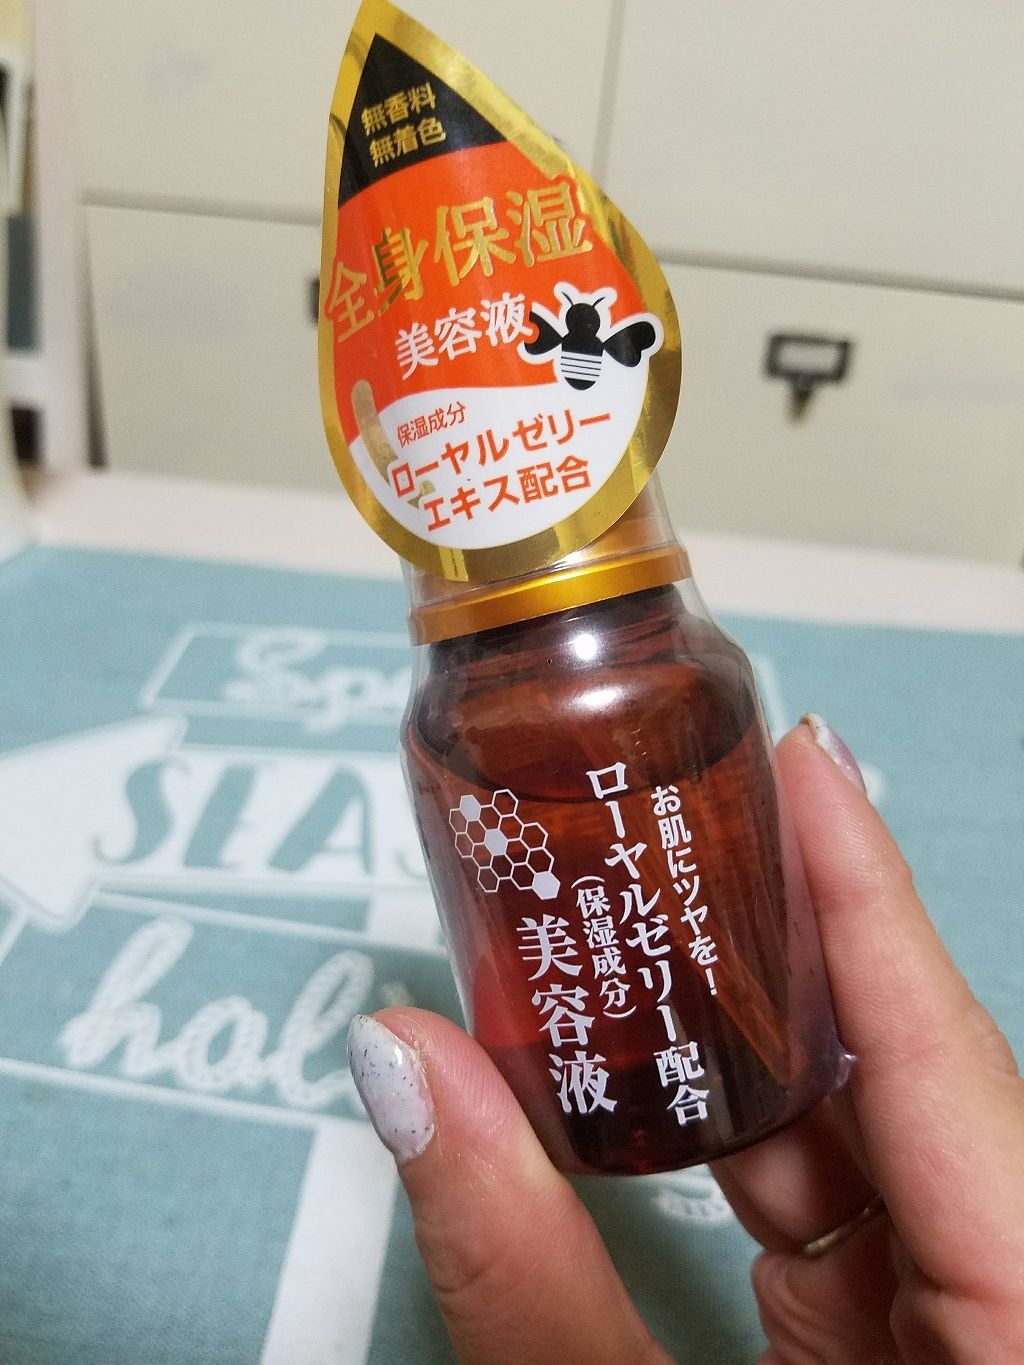 無香料
無着色
全身保湿
美容液
保湿成分
ローヤルゼリー
エキス配合
お肌にツヤを!
ローヤルゼリー配合
(保湿成分)
美容液
SEAS
hol